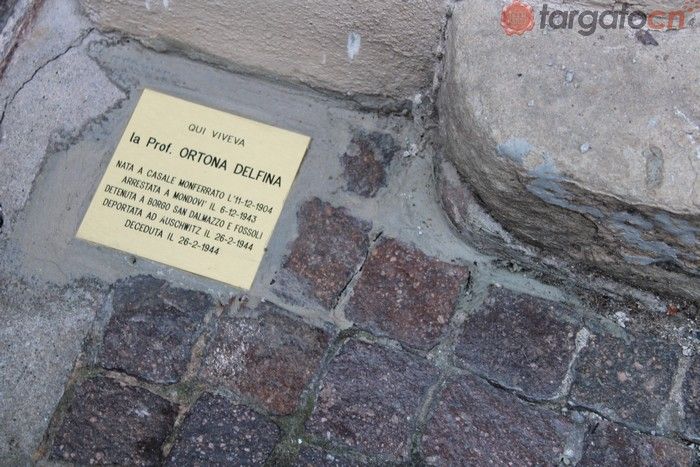 targatocn
QUI VIVEVA
la Prof. ORTONA DELFINA
NATA A CASALE MONFERRATO L'11-12-1904
ARRESTATA A MONDOVI' IL 6-12-1943
DETENUTA A BORGO SAN DALMAZZO E FOSSOLI
DEPORTATA AD AUSCHWITZ IL 26-2-1944
DECEDUTA IL 26-2-1944